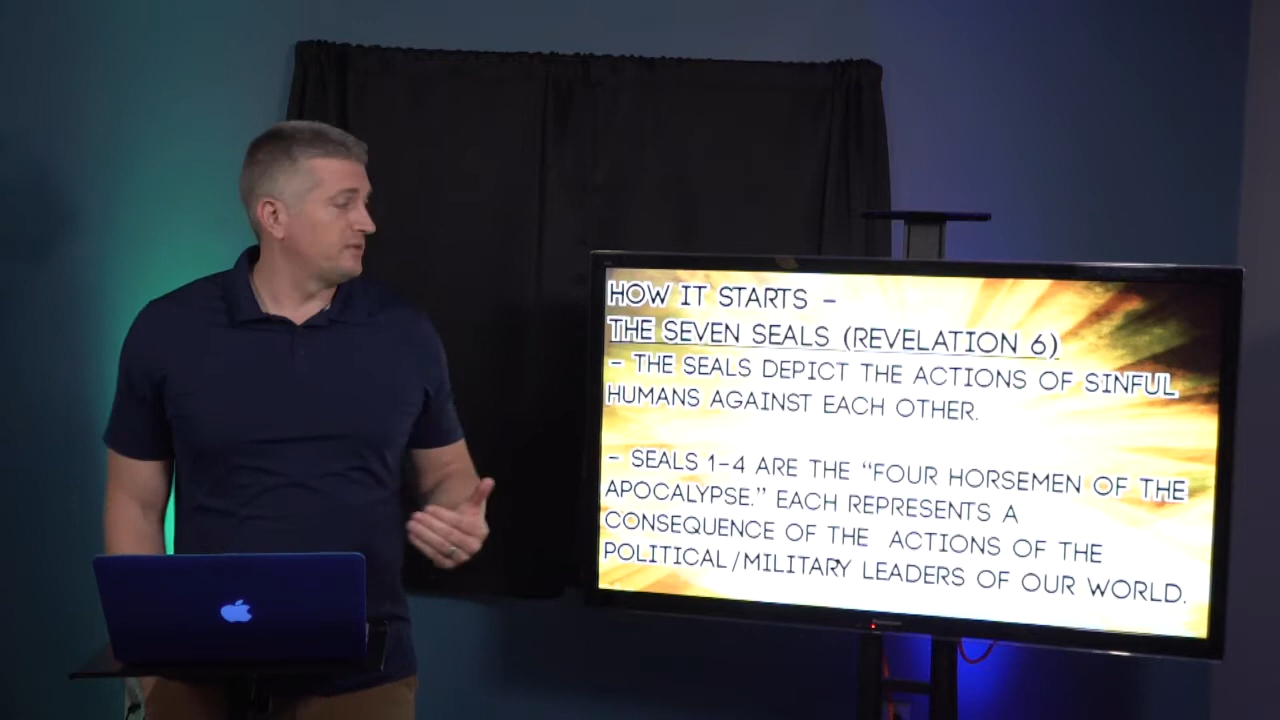 HOW IT STARTS –
THE SEVEN SEALS (REVELATION 6)
– THE SEALS DEPICT THE ACTIONS OF SINFUL
HUMANS AGAINST EACH OTHER.
– SEALS 1–4 ARE THE “FOUR HORSEMEN OF THE
APOCALYPSE.” EACH REPRESENTS A
CONSEQUENCE OF THE ACTIONS OF THE
POLITICAL/MILITARY LEADERS OF OUR WORLD.